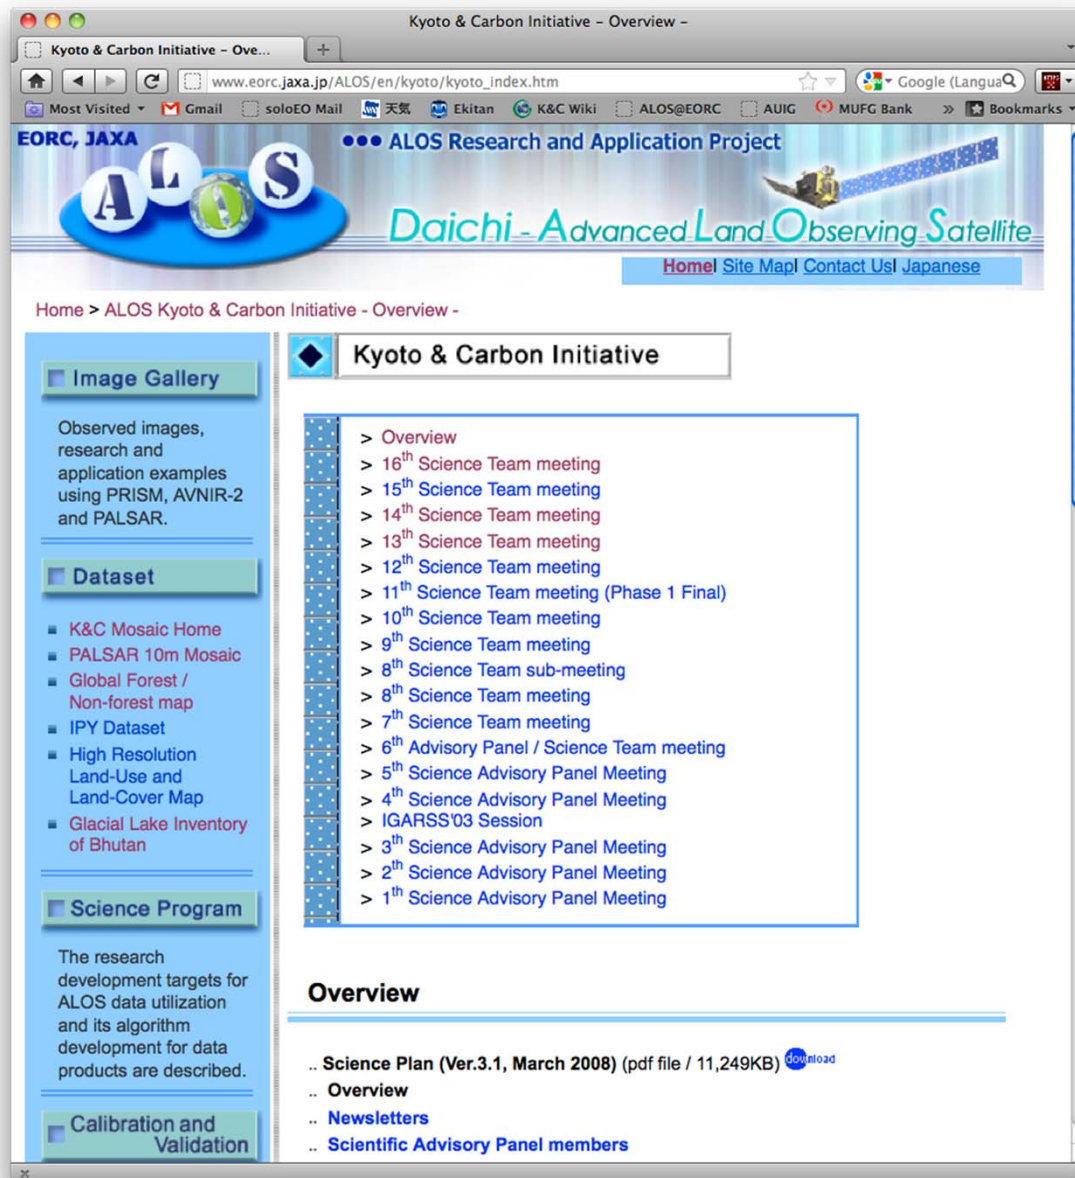 Kyoto & Carbon Initiative – Overview –
Kyoto & Carbon Initiative – Ove...
www.eorc.jaxa.jp/ALOS/en/kyoto/kyoto_index.htm
Google (Langua
Most Visited Gmail soloEO Mail 天気 Ekitan K&C Wiki ALOS@EORC AUIG MUFG Bank » Bookmarks
EORC, JAXA
ALOS
ALOS Research and Application Project
Daichi - Advanced Land Observing Satellite
Home| Site Map| Contact Us| Japanese
Home > ALOS Kyoto & Carbon Initiative - Overview -
Image Gallery
Observed images,
research and
application examples
using PRISM, AVNIR-2
and PALSAR.
Dataset
K&C Mosaic Home
PALSAR 10m Mosaic
Global Forest /
Non-forest map
IPY Dataset
High Resolution
Land-Use and
Land-Cover Map
Glacial Lake Inventory
of Bhutan
Science Program
The research
development targets for
ALOS data utilization
and its algorithm
development for data
products are described.
Calibration and
Validation
Kyoto & Carbon Initiative
> Overview
> 16th Science Team meeting
> 15th Science Team meeting
> 14th Science Team meeting
> 13th Science Team meeting
> 12th Science Team meeting
> 11th Science Team meeting (Phase 1 Final)
> 10th Science Team meeting
> 9th Science Team meeting
> 8th Science Team sub-meeting
> 8th Science Team meeting
> 7th Science Team meeting
> 6th Advisory Panel / Science Team meeting
> 5th Science Advisory Panel Meeting
> 4th Science Advisory Panel Meeting
> IGARSS'03 Session
> 3th Science Advisory Panel Meeting
> 2th Science Advisory Panel Meeting
> 1th Science Advisory Panel Meeting
Overview
.. Science Plan (Ver.3.1, March 2008) (pdf file / 11,249KB) download
.. Overview
.. Newsletters
.. Scientific Advisory Panel members